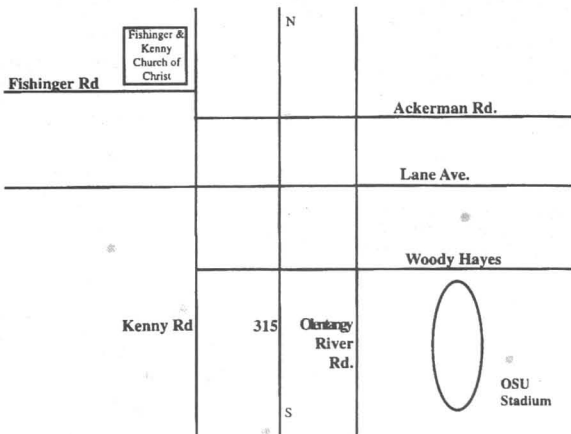 N
Fishinger &
Kenny
Church of
Christ
Fishinger Rd
Ackerman Rd.
Lane Ave.
Woody Hayes
Kenny Rd
315
Olentangy
River
Rd.
OSU
Stadium
S